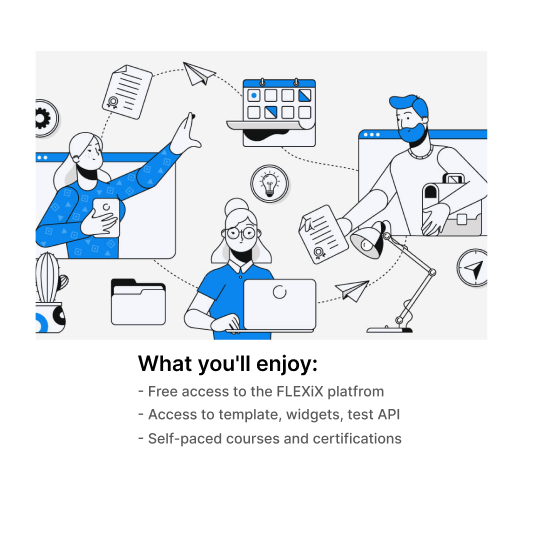 What you'll enjoy:
- Free access to the FLEXiX platfrom
- Access to template, widgets, test API
- Self-paced courses and certifications